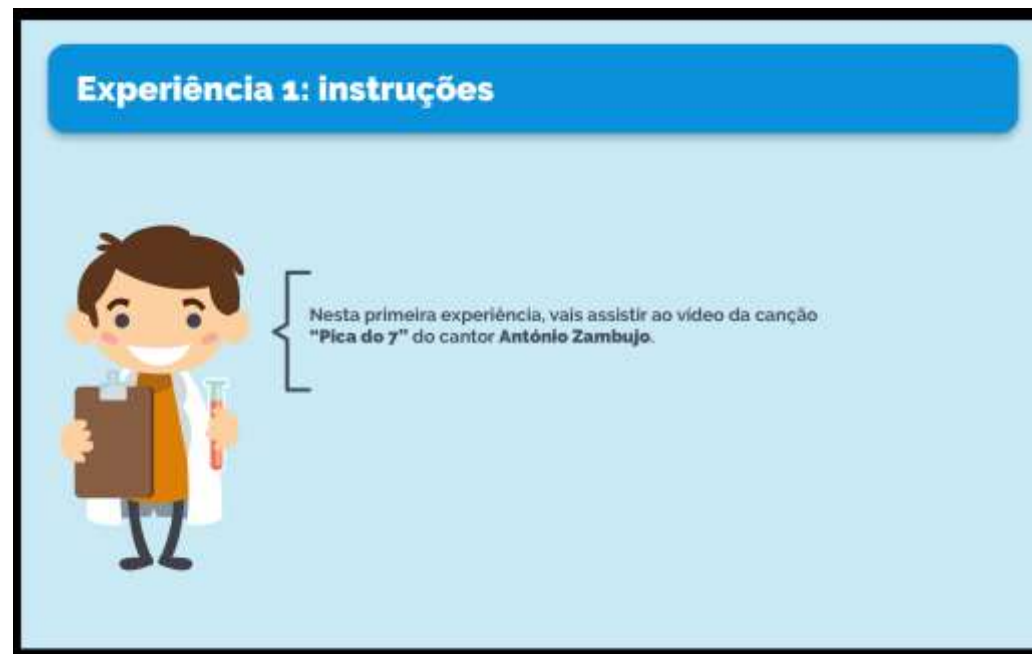 Experiência 1: instruções
Nesta primeira experiência, vais assistir ao vídeo da canção
“Pica do 7” do cantor António Zambujo.